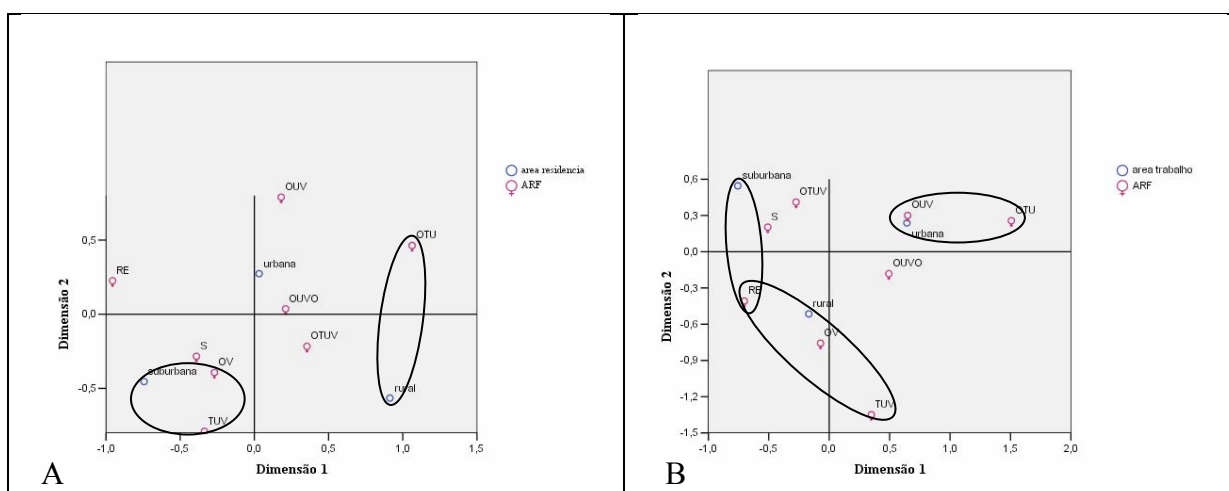 OUV
OTU
urbana
RE
OUVO
OTUV
S
OV
suburbana
TUV
rural
0,5
0,0
-0,5
-1,0
-0,5
0,0
0,5
1,0
1,5
Dimensão 2
Dimensão 1
area residencia
ARF
A
suburbana
OTUV
S
OUV
OTU
urbana
OUVO
RE
rural
OV
TUV
0,6
0,3
0,0
-0,3
-0,6
-0,9
-1,2
-1,5
-1,0
-0,5
0,0
0,5
1,0
1,5
2,0
Dimensão 2
Dimensão 1
area trabalho
ARF
B